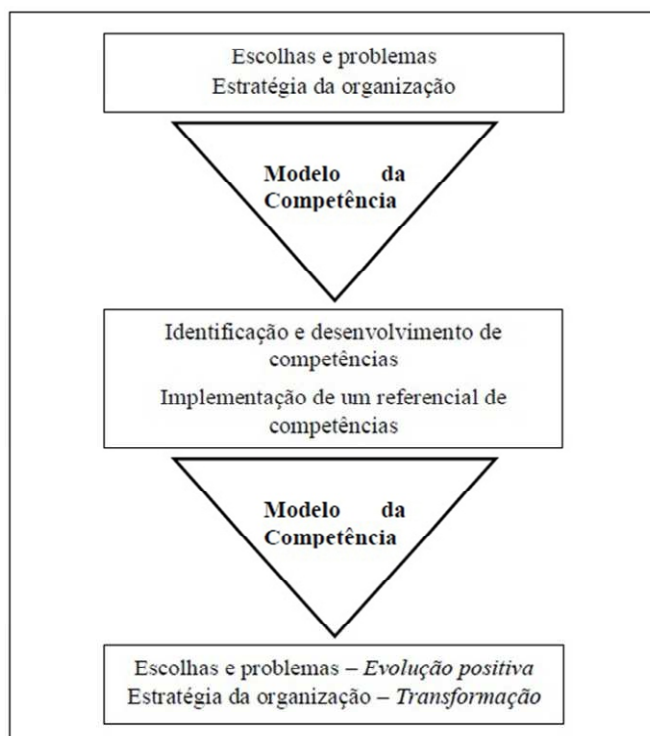 Escolhas e problemas
Estratégia da organização
Modelo da
Competência
Identificação e desenvolvimento de
competências
Implementação de um referencial de
competências
Modelo da
Competência
Escolhas e problemas – Evolução positiva
Estratégia da organização – Transformação